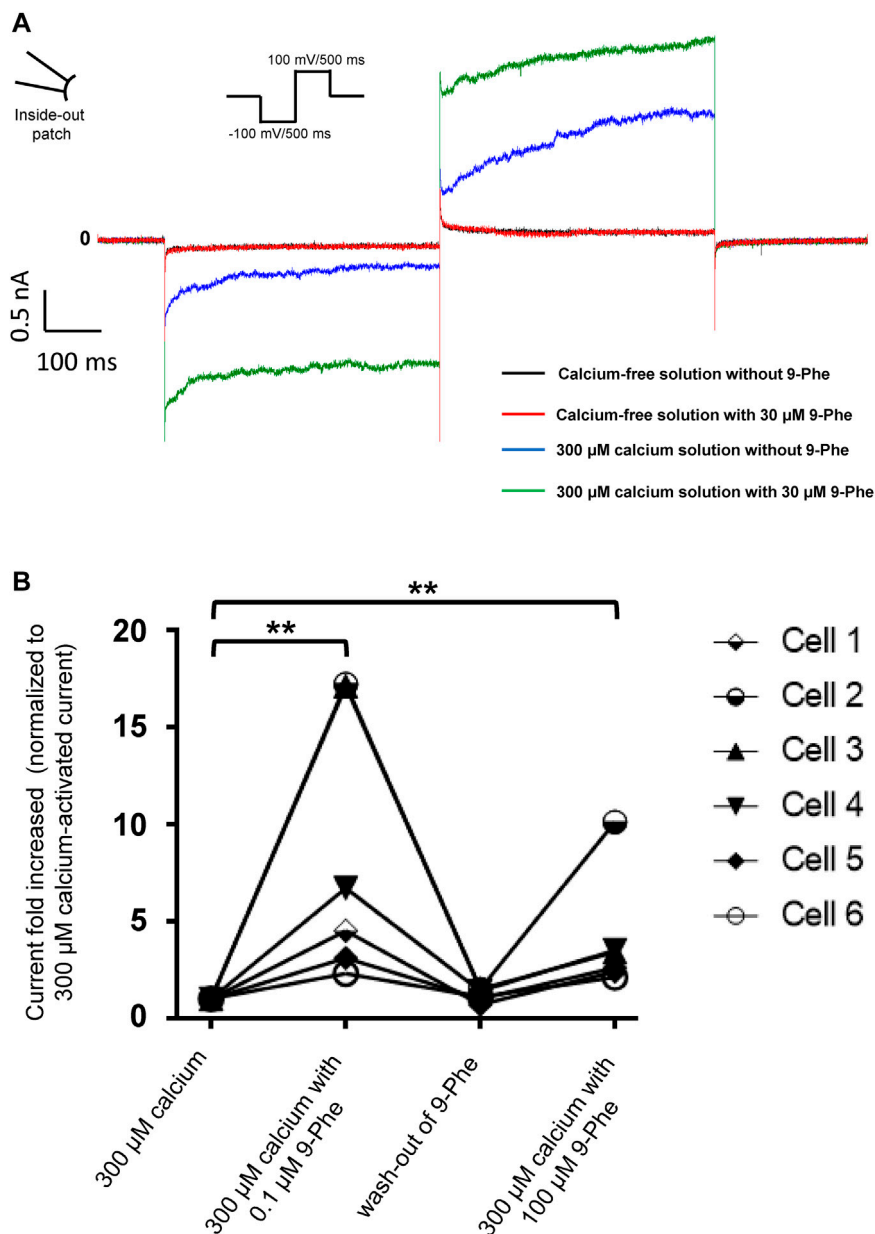 A
Inside-out
patch
100 mV/500 ms
-100 mV/500 ms
0
0.5 nA
100 ms
Calcium-free solution without 9-Phe
Calcium-free solution with 30 µM 9-Phe
300 µM calcium solution without 9-Phe
300 µM calcium solution with 30 µM 9-Phe
B
Current fold increased (normalized to
300 µM calcium-activated current)
20
15
10
5
0
**
**
300 µM calcium
300 µM calcium with
0.1 µM 9-Phe
wash-out of 9-Phe
300 µM calcium with
100 µM 9-Phe
Cell 1
Cell 2
Cell 3
Cell 4
Cell 5
Cell 6